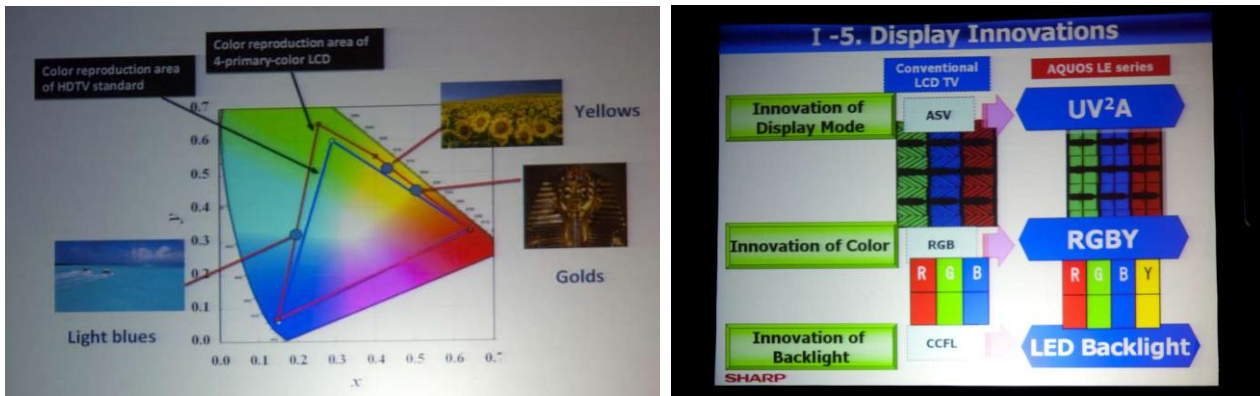 Color reproduction area of
4-primary-color LCD
Color reproduction area
of HDTV standard
Yellows
Golds
Light blues
y
0.7
0.6
0.5
0.4
0.3
0.2
0.1
0.0
0.0 0.1 0.2 0.3 0.4 0.5 0.6 0.7
x
I -5. Display Innovations
Conventional
LCD TV
AQUOS LE series
Innovation of
Display Mode
ASV
UV²A
Innovation of Color
RGB
RGBY
R G B
R G B Y
Innovation of
Backlight
CCFL
LED Backlight
SHARP